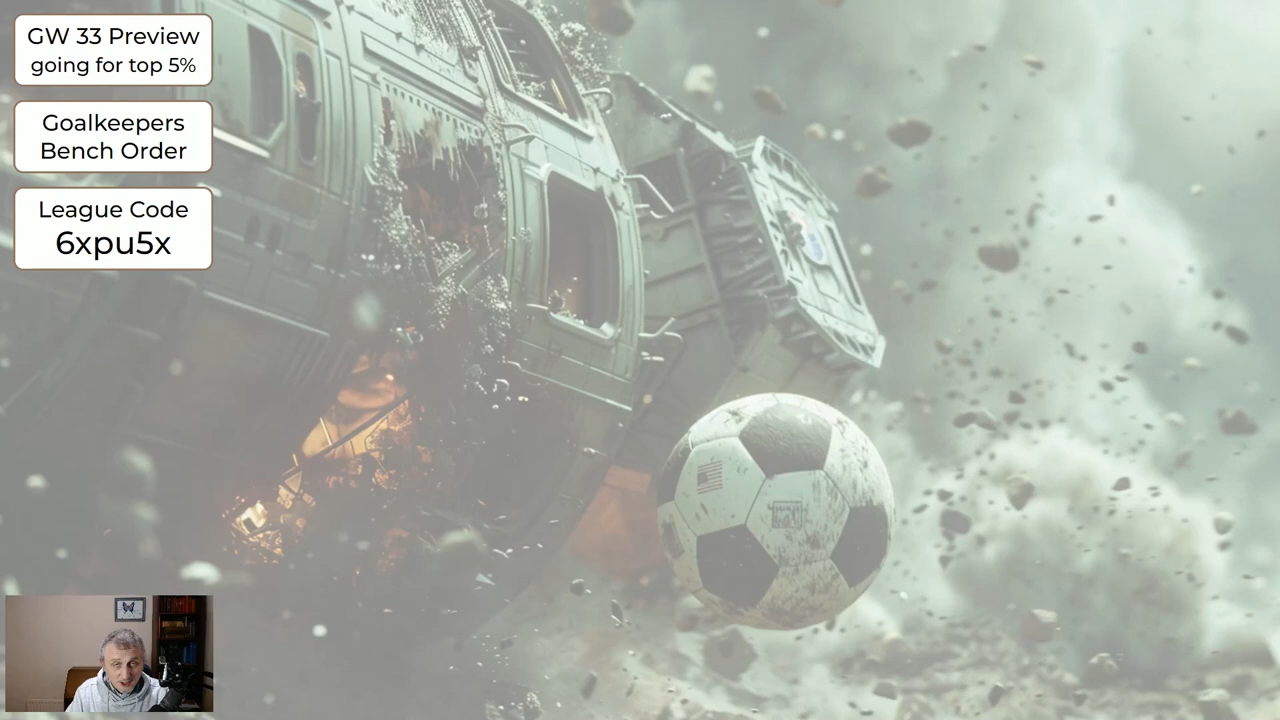 GW 33 Preview
going for top 5%
Goalkeepers
Bench Order
League Code
6xpu5x